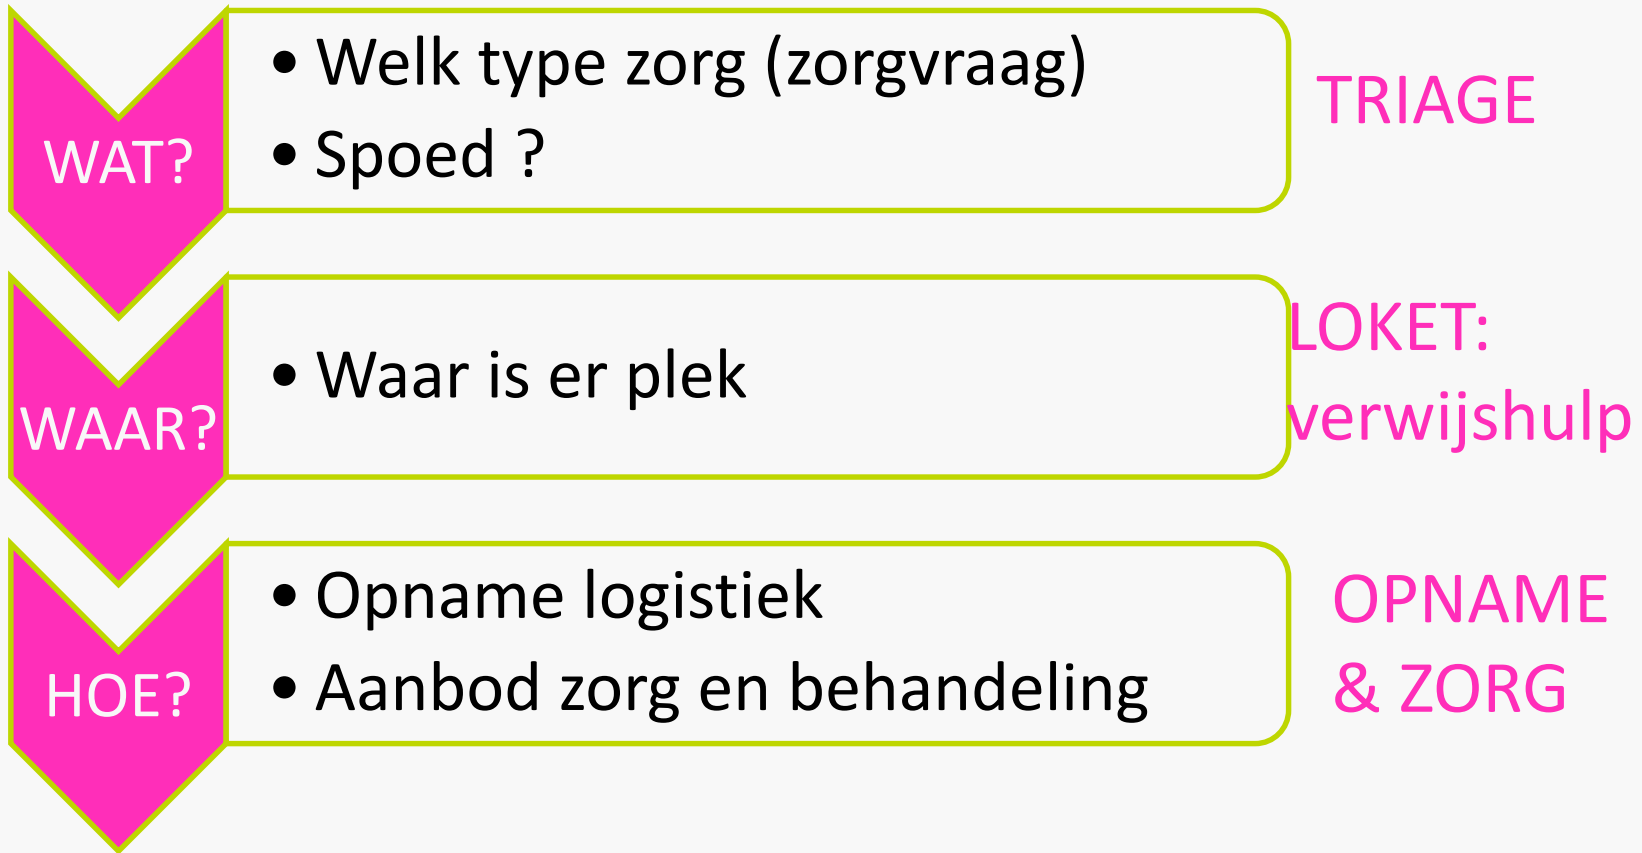 WAT?
• Welk type zorg (zorgvraag)
• Spoed ?
TRIAGE
WAAR?
• Waar is er plek
LOKET:
verwijshulp
HOE?
• Opname logistiek
• Aanbod zorg en behandeling
OPNAME
& ZORG